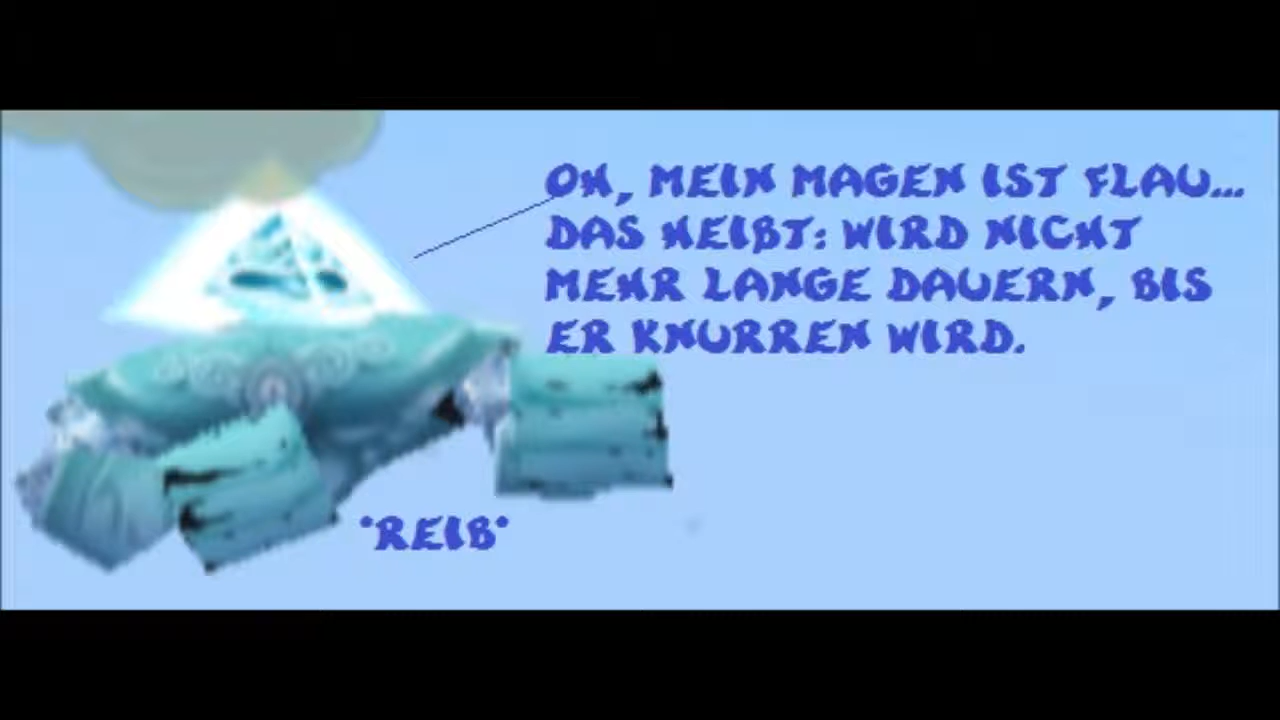 OH, MEIN MAGEN IST FLAU...
DAS HEIßT: WIRD NICHT
MEHR LANGE DAUERN, BIS
ER KNURREN WIRD.
*REIB*